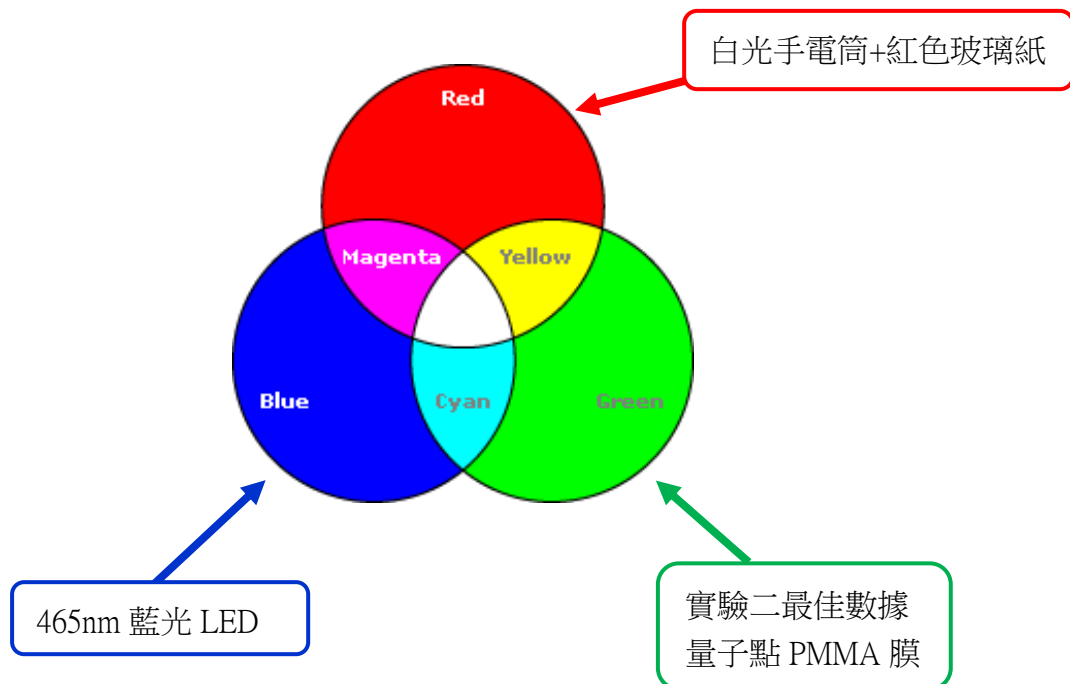 白光手電筒+紅色玻璃紙
Red
Magenta
Yellow
Blue
Cyan
Green
465nm 藍光 LED
實驗二最佳數據
量子點 PMMA 膜